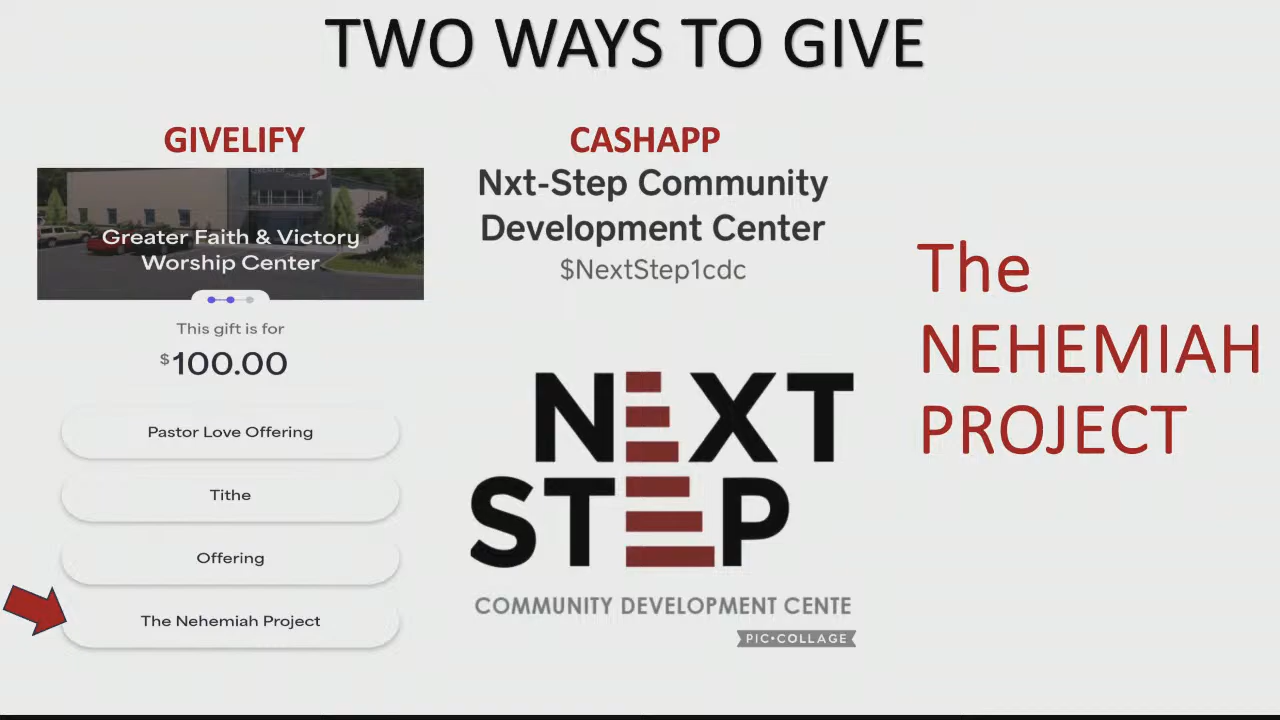 TWO WAYS TO GIVE
GIVELIFY
Greater Faith & Victory
Worship Center
This gift is for
$100.00
Pastor Love Offering
Tithe
Offering
The Nehemiah Project
CASHAPP
Nxt-Step Community
Development Center
$NextStep1cdc
NEXT
STEP
COMMUNITY DEVELOPMENT CENTE
PIC•COLLAGE
The
NEHEMIAH
PROJECT